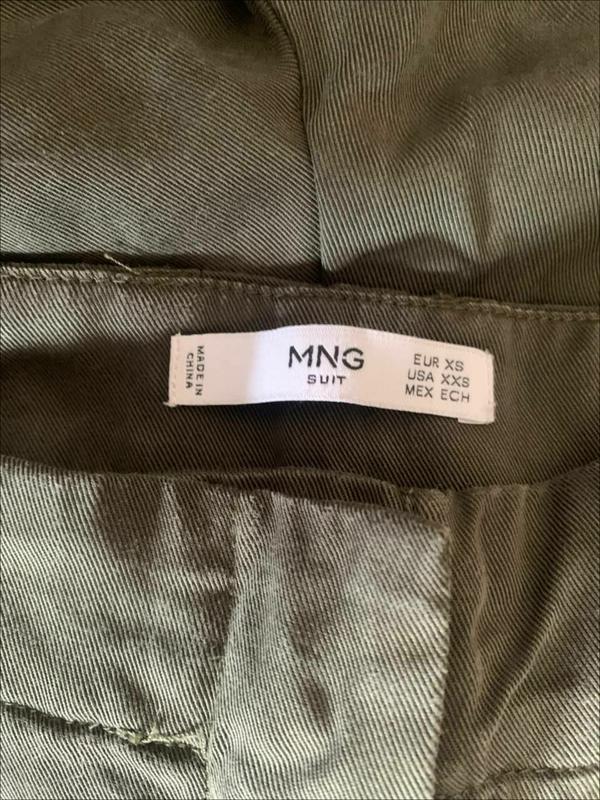 MADE IN
CHINA
MNG
SUIT
EUR XS
USA XXS
MEX ECH